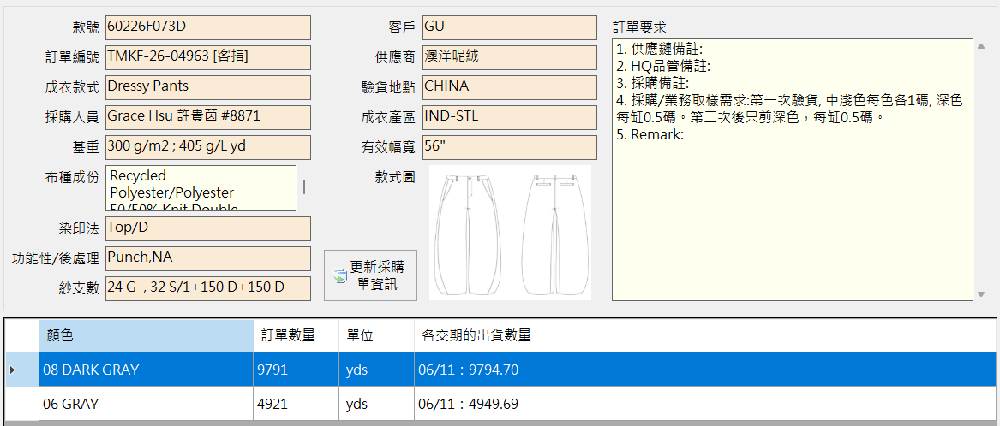 款號 60226F073D
訂單編號 TMKF-26-04963 [客指]
成衣款式 Dressy Pants
採購人員 Grace Hsu 許貴茵 #8871
基重 300 g/m2 ; 405 g/L yd
布種成份 Recycled
Polyester/Polyester
50/50% Knit Double
染印法 Top/D
功能性/後處理 Punch,NA
紗支數 24 G , 32 S/1+150 D+150 D
客戶 GU
供應商 澳洋呢絨
驗貨地點 CHINA
成衣產區 IND-STL
有效幅寬 56"
款式圖
更新採購
單資訊
訂單要求
1. 供應鏈備註:
2. HQ品管備註:
3. 採購備註:
4. 採購/業務取樣需求:第一次驗貨, 中淺色每色各1碼, 深色
每缸0.5碼。第二次後只剪深色，每缸0.5碼。
5. Remark:
顏色 訂單數量 單位 各交期的出貨數量
08 DARK GRAY 9791 yds 06/11 : 9794.70
06 GRAY 4921 yds 06/11 : 4949.69